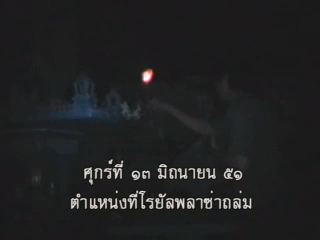 ศุกร์ที่ ๑๓ มิถุนายน ๕๑
ตำแหน่งที่โรยัลพลาซ่าถล่ม